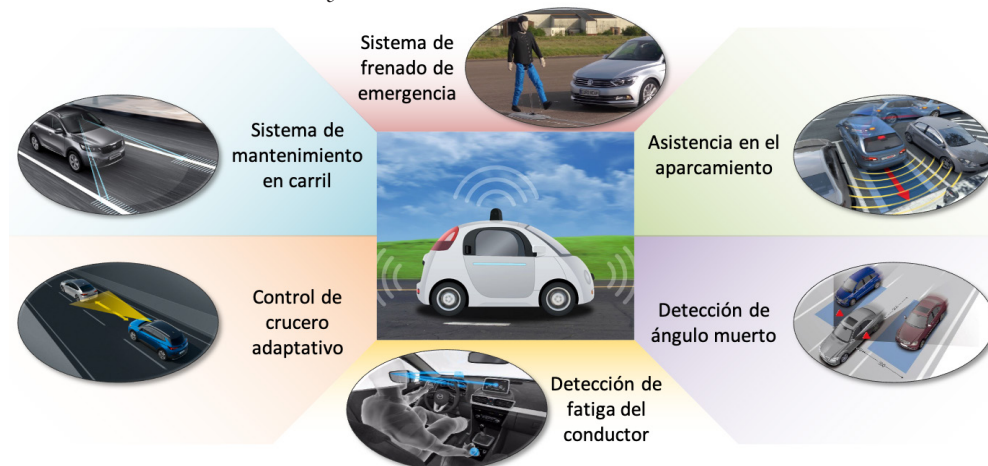 Sistema de
frenado de
emergencia
Sistema de
mantenimiento
en carril
Asistencia en el
aparcamiento
Control de
crucero
adaptativo
Detección de
ángulo muerto
Detección de
fatiga del
conductor